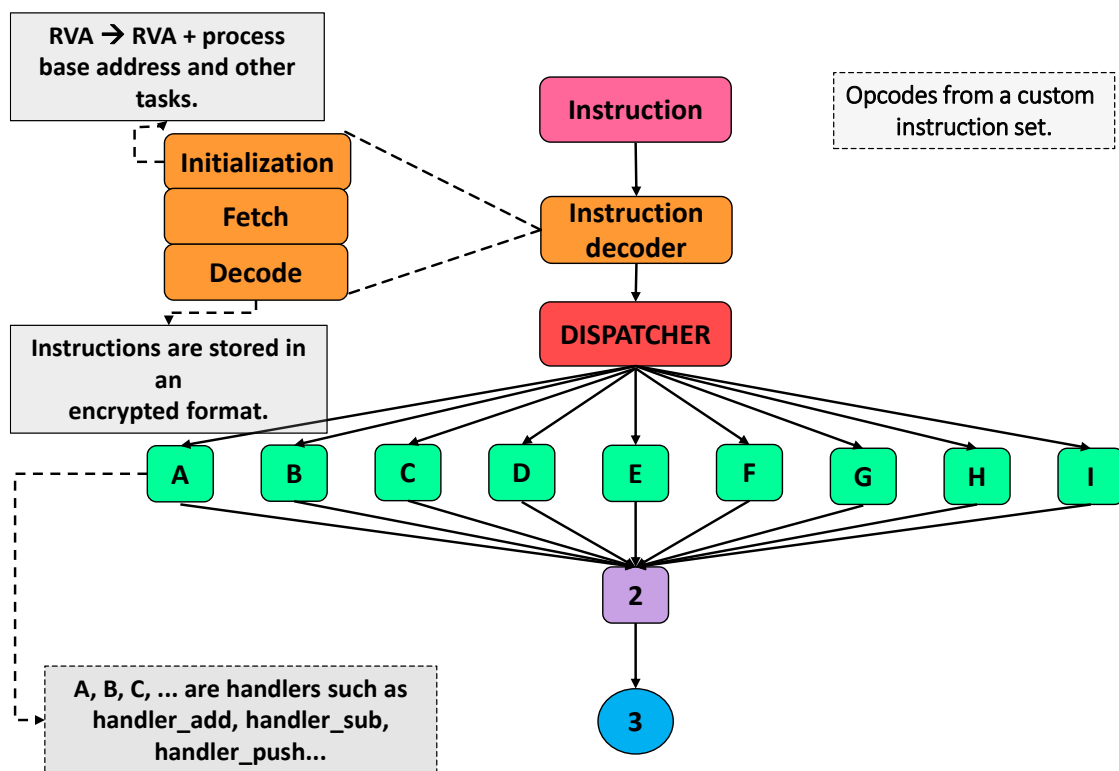 RVA → RVA + process
base address and other
tasks.
Instruction
Opcodes from a custom
instruction set.
Initialization
Fetch
Decode
Instruction
decoder
DISPATCHER
Instructions are stored in
an
encrypted format.
A
B
C
D
E
F
G
H
I
2
A, B, C, ... are handlers such as
handler_add, handler_sub,
handler_push...
3